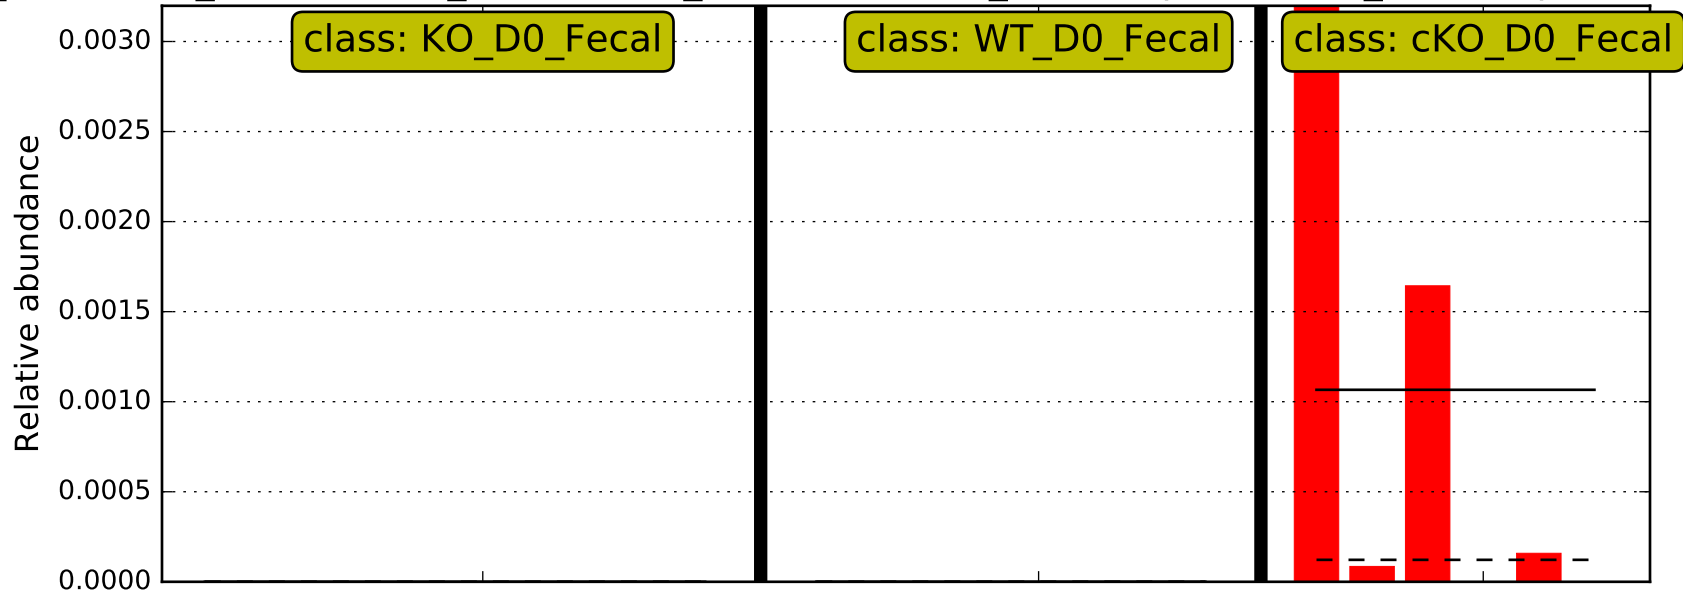 class: KO_D0_Fecal
class: WT_D0_Fecal
class: cKO_D0_Fecal
0.0030
0.0025
0.0020
0.0015
0.0010
0.0005
0.0000
Relative abundance